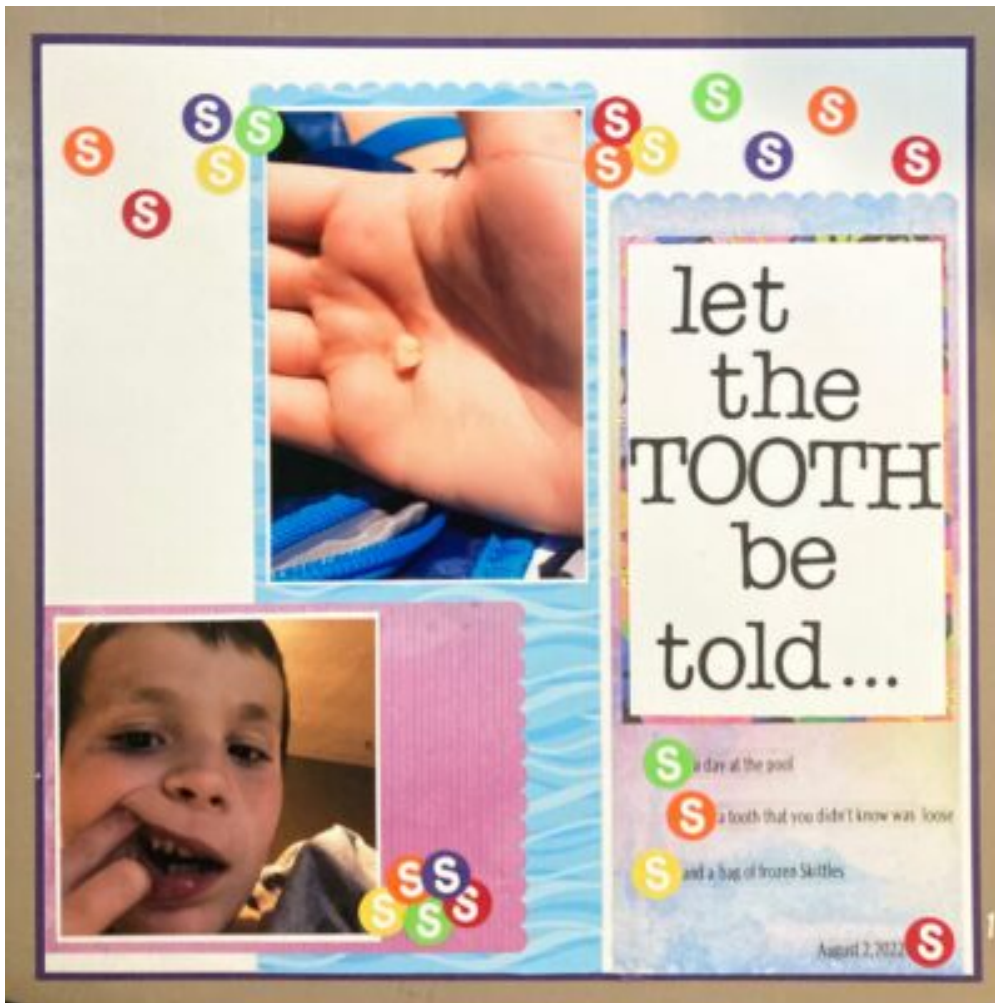 S
S
S
S
S
S
S
S
S
S
S
S
S
let
the
TOOTH
be
told...
S a day at the pool
S a tooth that you didn't know was loose
S and a bag of frozen Skittles
S
S
S
S
S
August 2, 2022 S